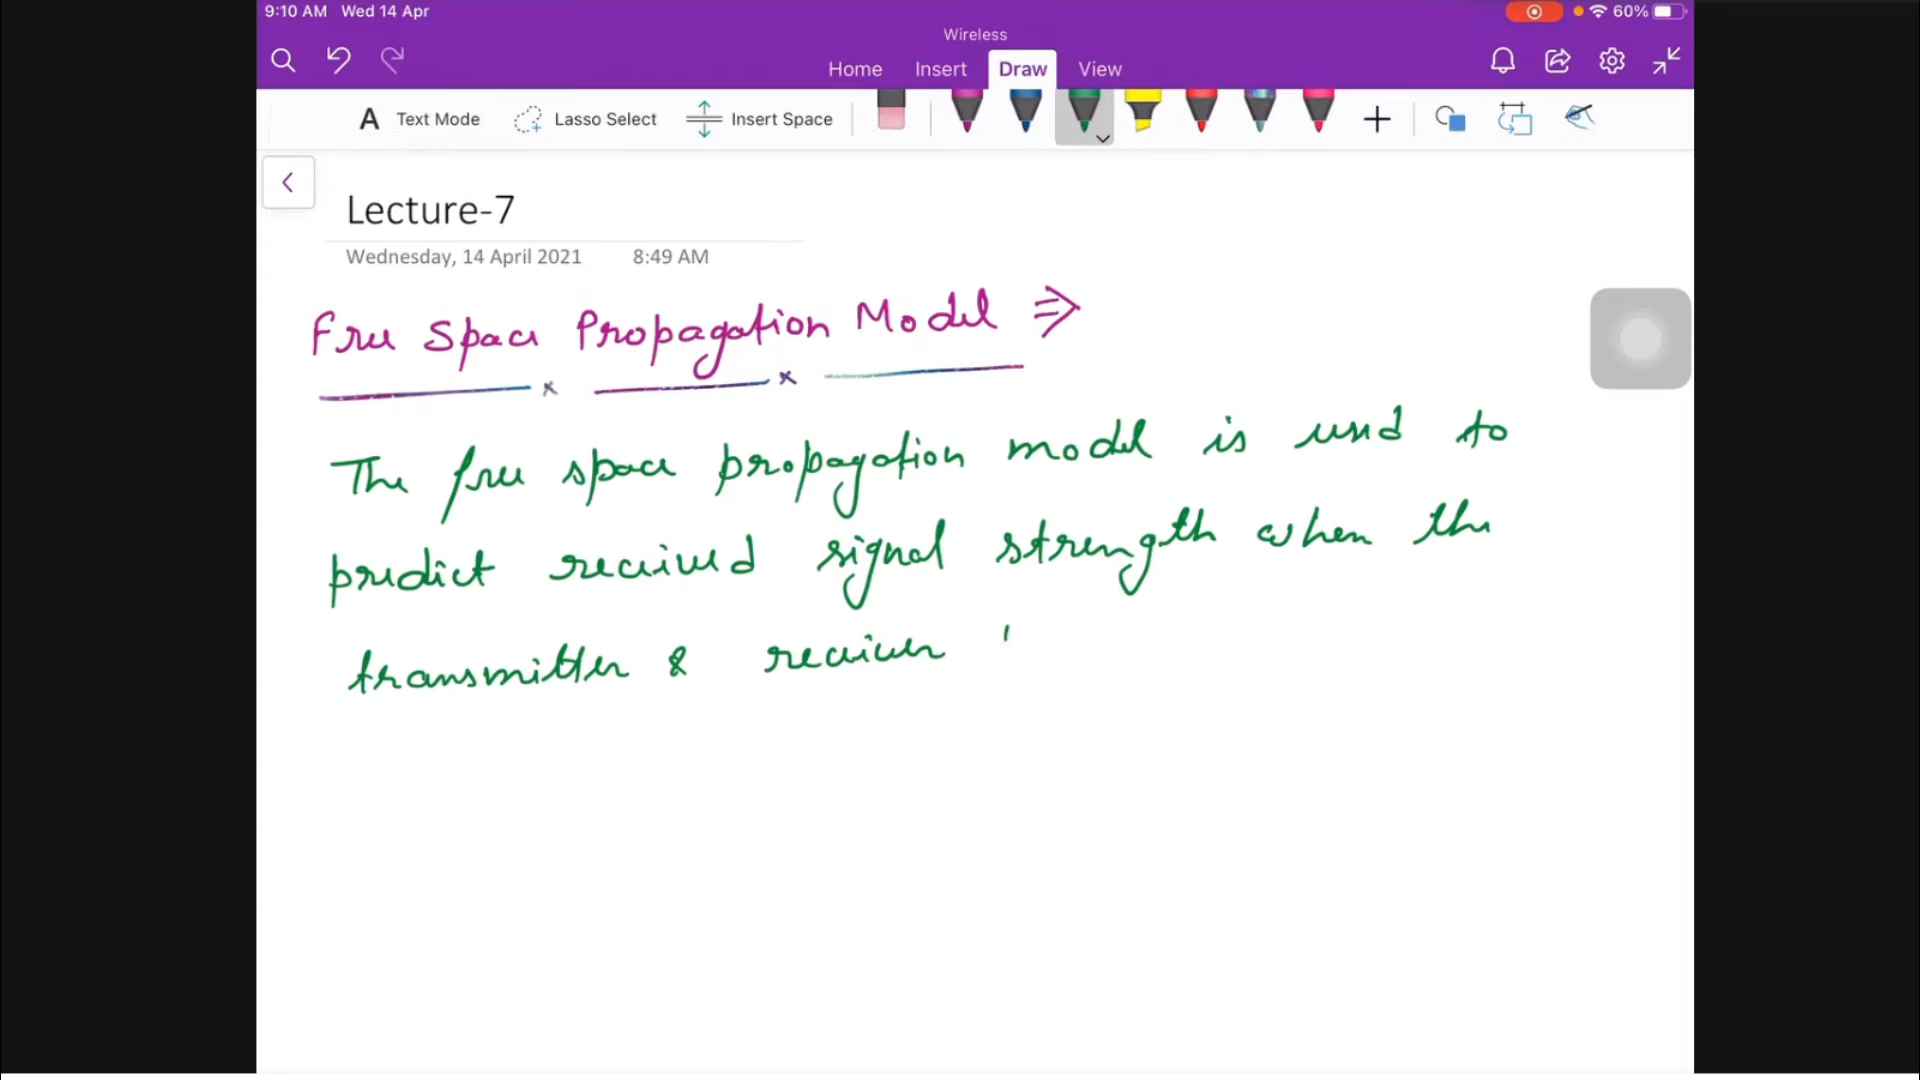 9:10 AM Wed 14 Apr
60%
Wireless
Home Insert Draw View
A Text Mode Lasso Select Insert Space
Lecture-7
Wednesday, 14 April 2021 8:49 AM
Free Space Propagation Model ⇒
The free space propagation model is used to
predict received signal strength when the
transmitter & receiver